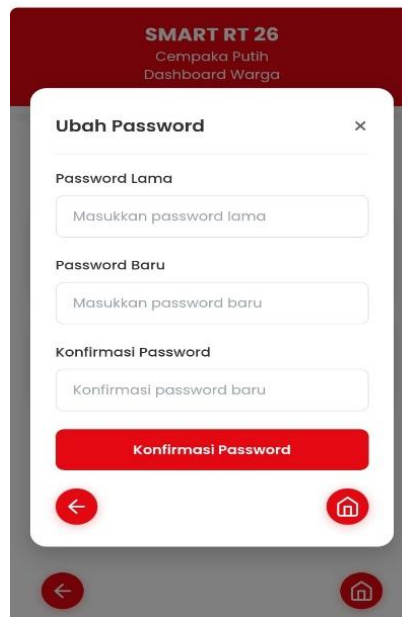 SMART RT 26
Cempaka Putih
Dashboard Warga
Ubah Password
Password Lama
Masukkan password lama
Password Baru
Masukkan password baru
Konfirmasi Password
Konfirmasi password baru
Konfirmasi Password